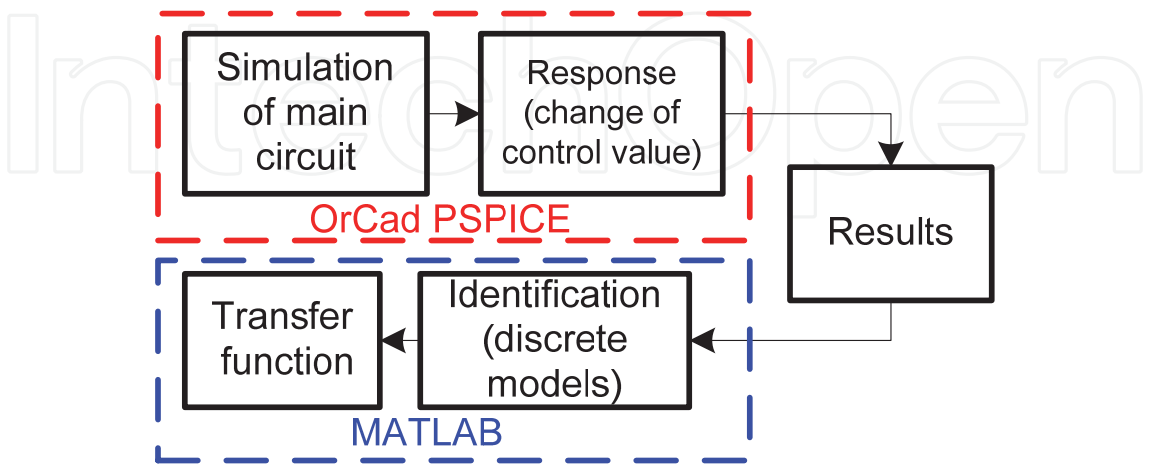 IntechOpen
Simulation
of main
circuit
Response
(change of
control value)
OrCad PSPICE
Results
Transfer
function
Identification
(discrete
models)
MATLAB